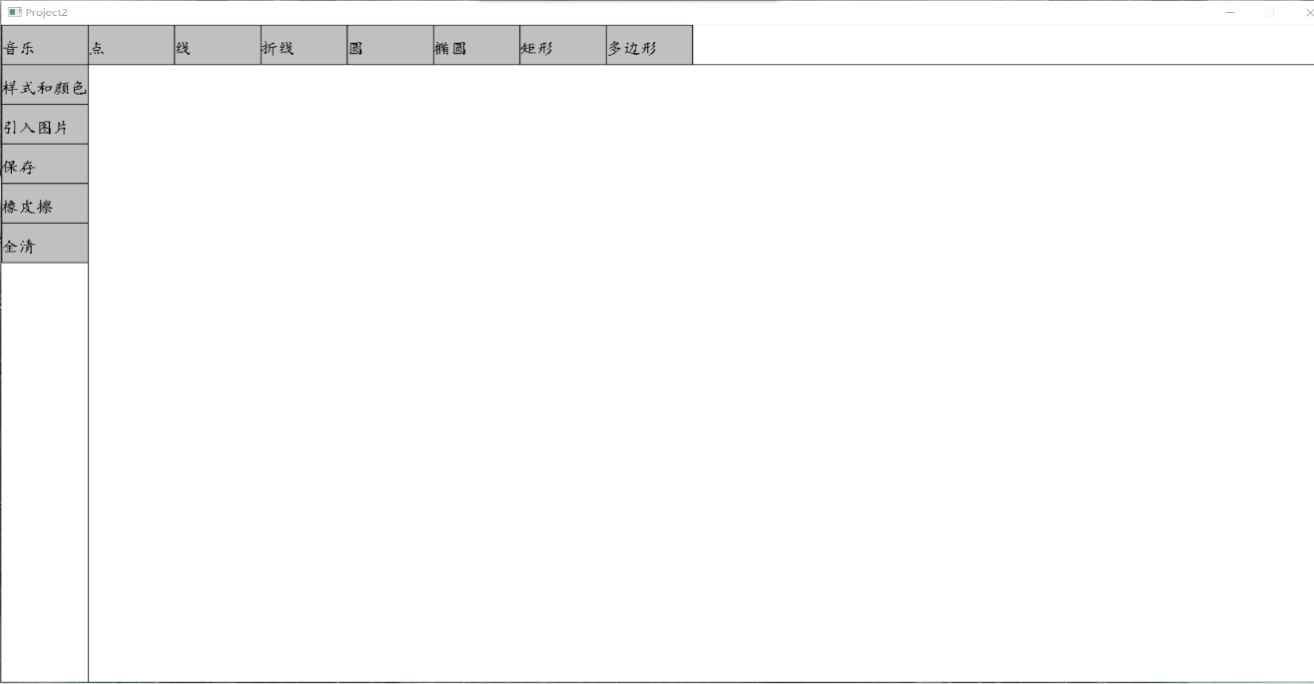 Project2
音乐 点 线 折线 圆 椭圆 矩形 多边形
样式和颜色
引入图片
保存
橡皮擦
全清